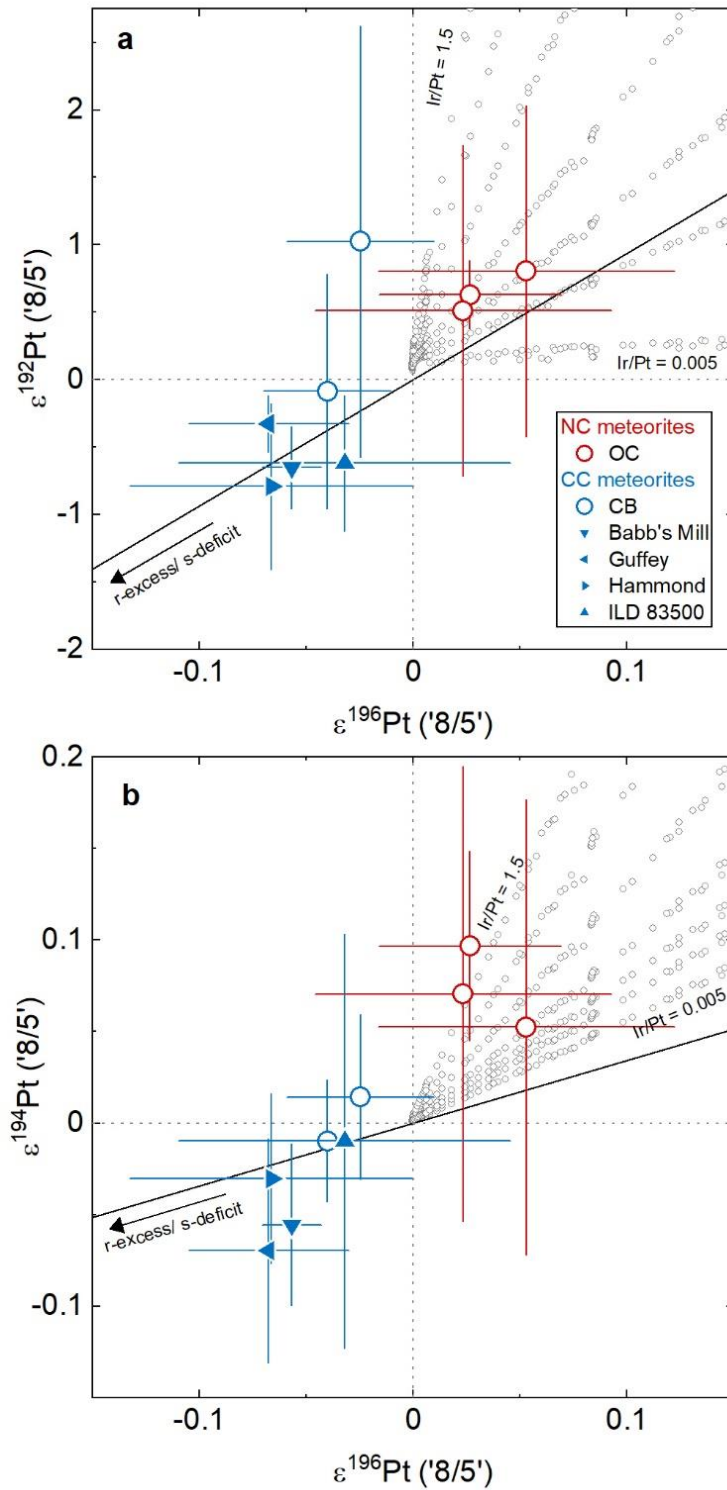 a
Ir/Pt = 1.5
2
1
0
-1
-2
ε¹⁹²Pt ('8/5')
Ir/Pt = 0.005
NC meteorites
OC
CC meteorites
CB
Babb's Mill
Guffey
Hammond
ILD 83500
r-excess/ s-deficit
-0.1
0
0.1
ε¹⁹⁶Pt ('8/5')
b
0.2
0.1
0
-0.1
ε¹⁹⁴Pt ('8/5')
Ir/Pt = 1.5
Ir/Pt = 0.005
r-excess/ s-deficit
-0.1
0
0.1
ε¹⁹⁶Pt ('8/5')